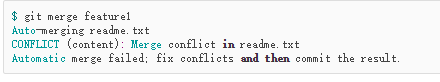 $ git merge feature1
Auto-merging readme.txt
CONFLICT (content): Merge conflict in readme.txt
Automatic merge failed; fix conflicts and then commit the result.